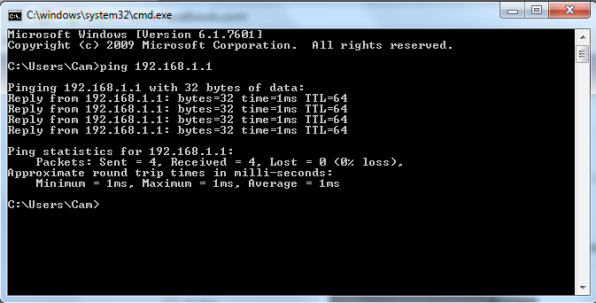 C:\windows\system32\cmd.exe
Microsoft Windows [Version 6.1.7601]
Copyright (c) 2009 Microsoft Corporation.  All rights reserved.
C:\Users\Cam>ping 192.168.1.1
Pinging 192.168.1.1 with 32 bytes of data:
Reply from 192.168.1.1: bytes=32 time=1ms TTL=64
Reply from 192.168.1.1: bytes=32 time=1ms TTL=64
Reply from 192.168.1.1: bytes=32 time=1ms TTL=64
Reply from 192.168.1.1: bytes=32 time=1ms TTL=64
Ping statistics for 192.168.1.1:
    Packets: Sent = 4, Received = 4, Lost = 0 (0% loss),
Approximate round trip times in milli-seconds:
    Minimum = 1ms, Maximum = 1ms, Average = 1ms
C:\Users\Cam>